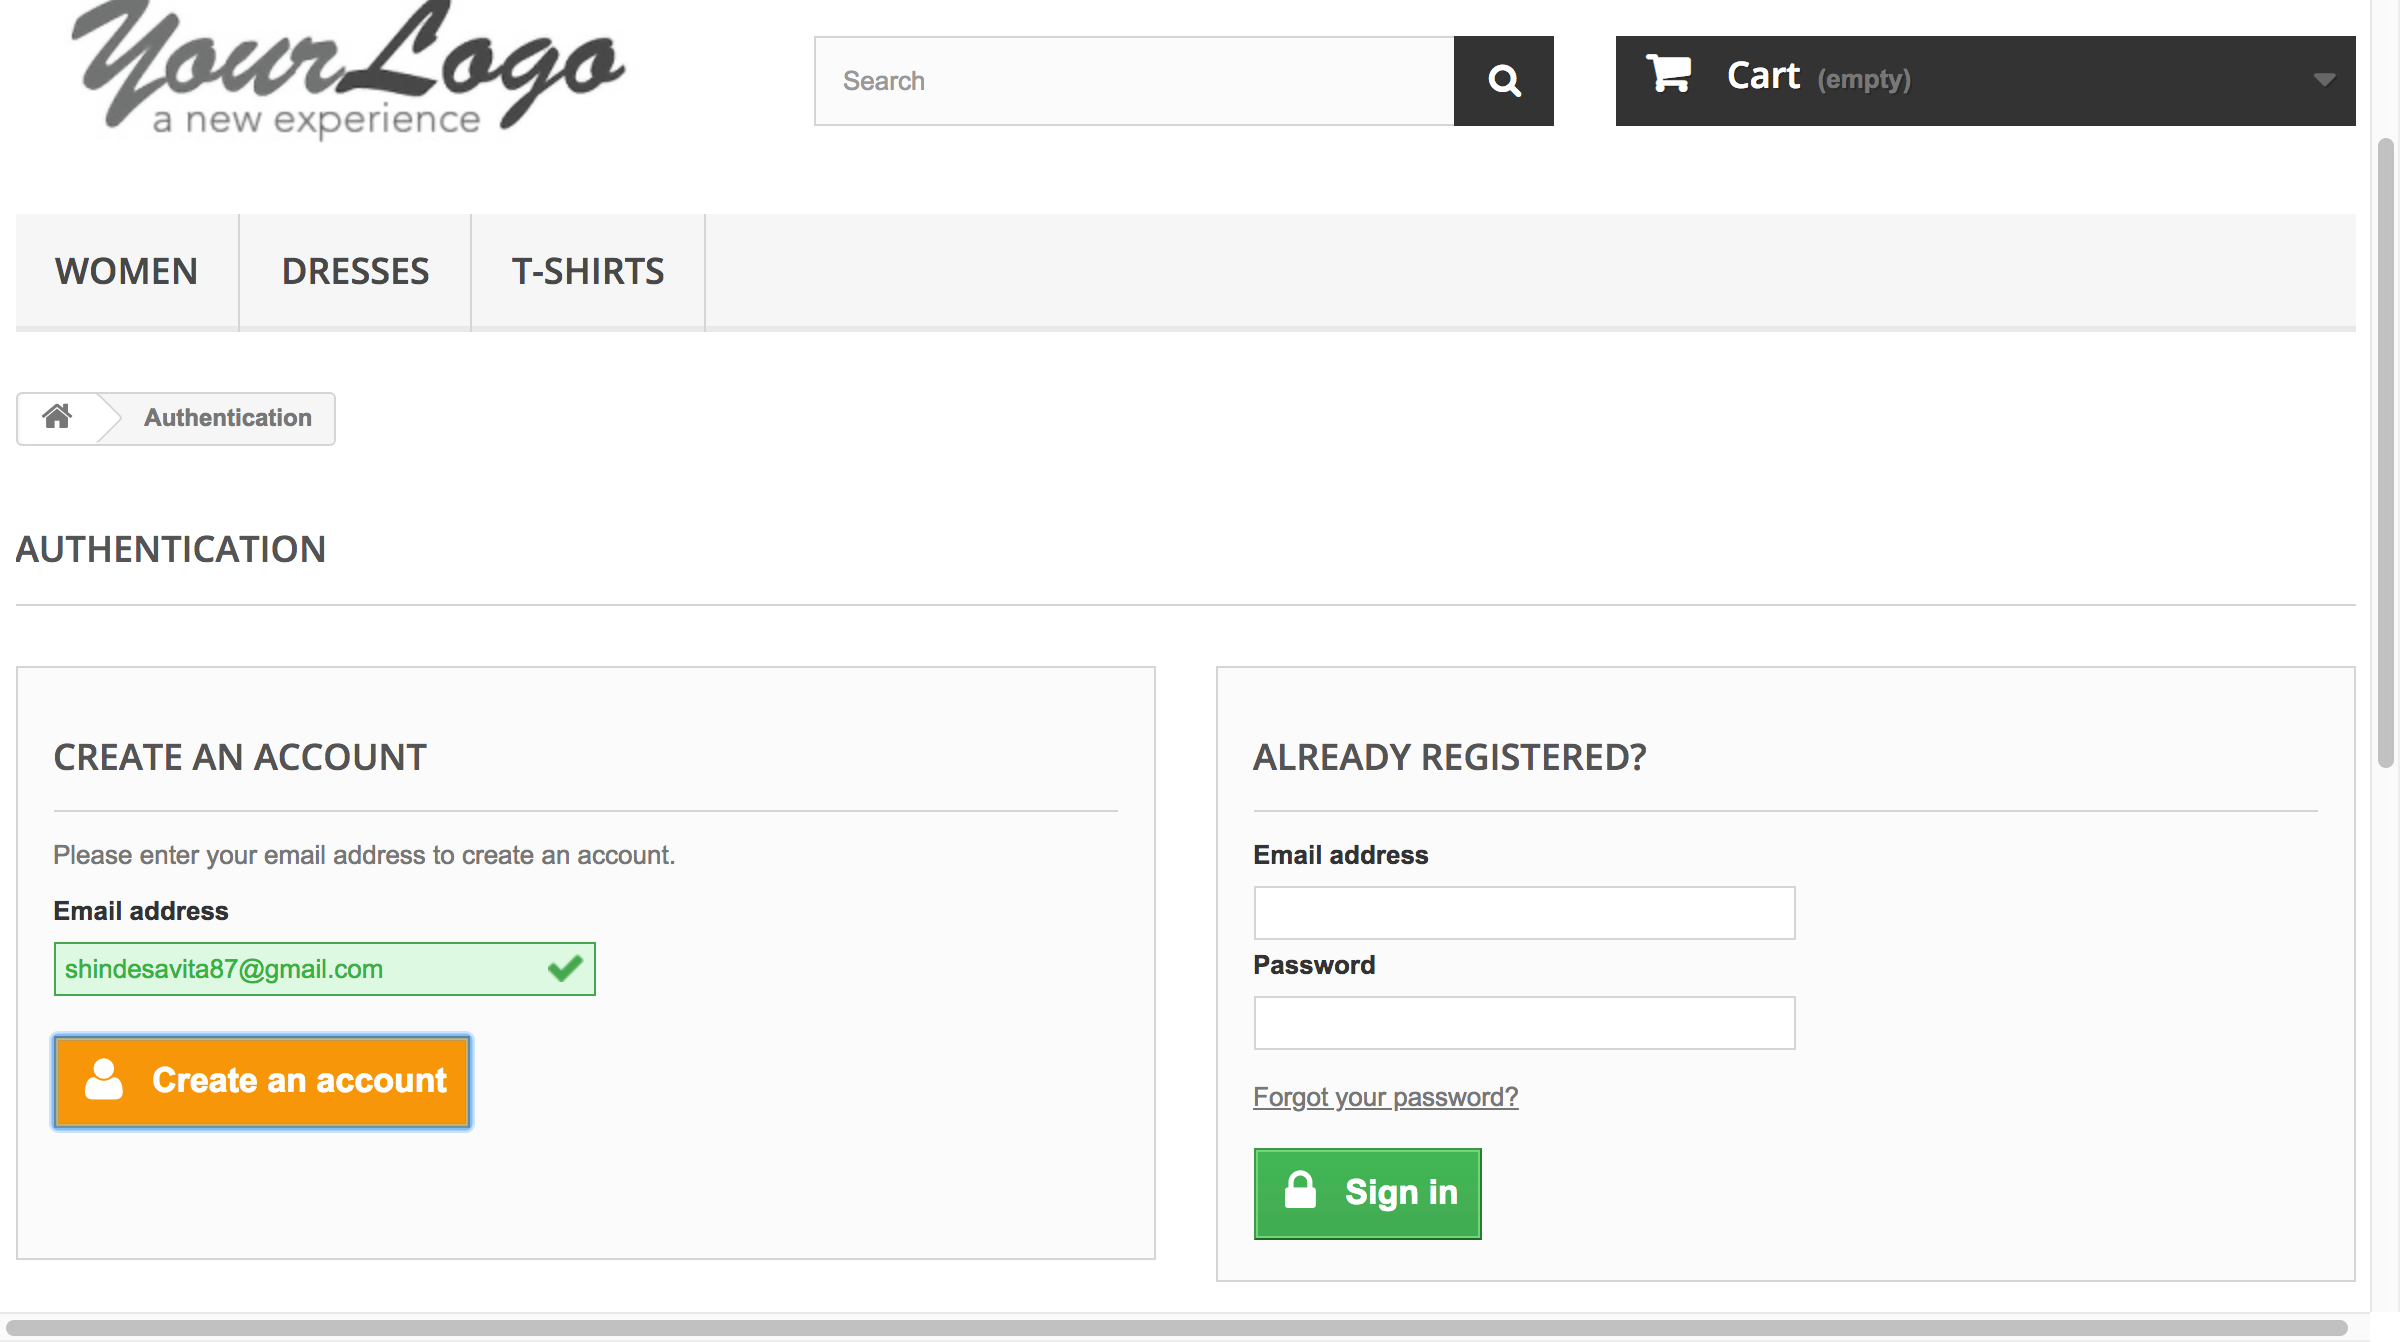 YourLogo
a new experience
Search
Cart (empty)
WOMEN
DRESSES
T-SHIRTS
Authentication
AUTHENTICATION
CREATE AN ACCOUNT
Please enter your email address to create an account.
Email address
shindesavita87@gmail.com
Create an account
ALREADY REGISTERED?
Email address
Password
Forgot your password?
Sign in